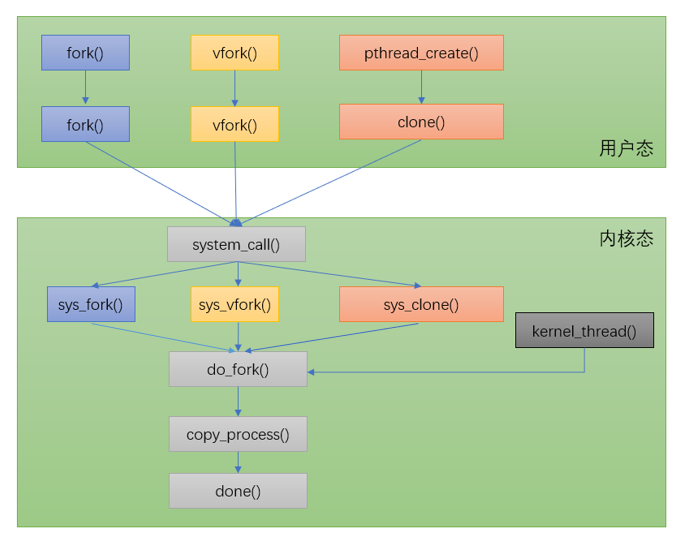 fork()
vfork()
pthread_create()
fork()
vfork()
clone()
用户态
内核态
system_call()
sys_fork()
sys_vfork()
sys_clone()
kernel_thread()
do_fork()
copy_process()
done()